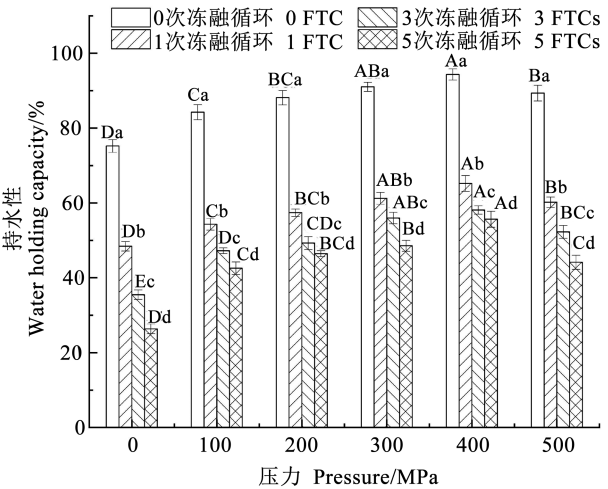 0次冻融循环 0 FTC 3次冻融循环 3 FTCs
1次冻融循环 1 FTC 5次冻融循环 5 FTCs
持水性
Water holding capacity/%
100
80
60
40
20
0
Da
Db
Ec
Dd
Ca
Cb
Dc
Cd
BCa
BCb
CDc
BCd
ABa
ABb
ABc
Bd
Aa
Ab
Ac
Ad
Ba
Bb
BCc
Cd
0 100 200 300 400 500
压力 Pressure/MPa